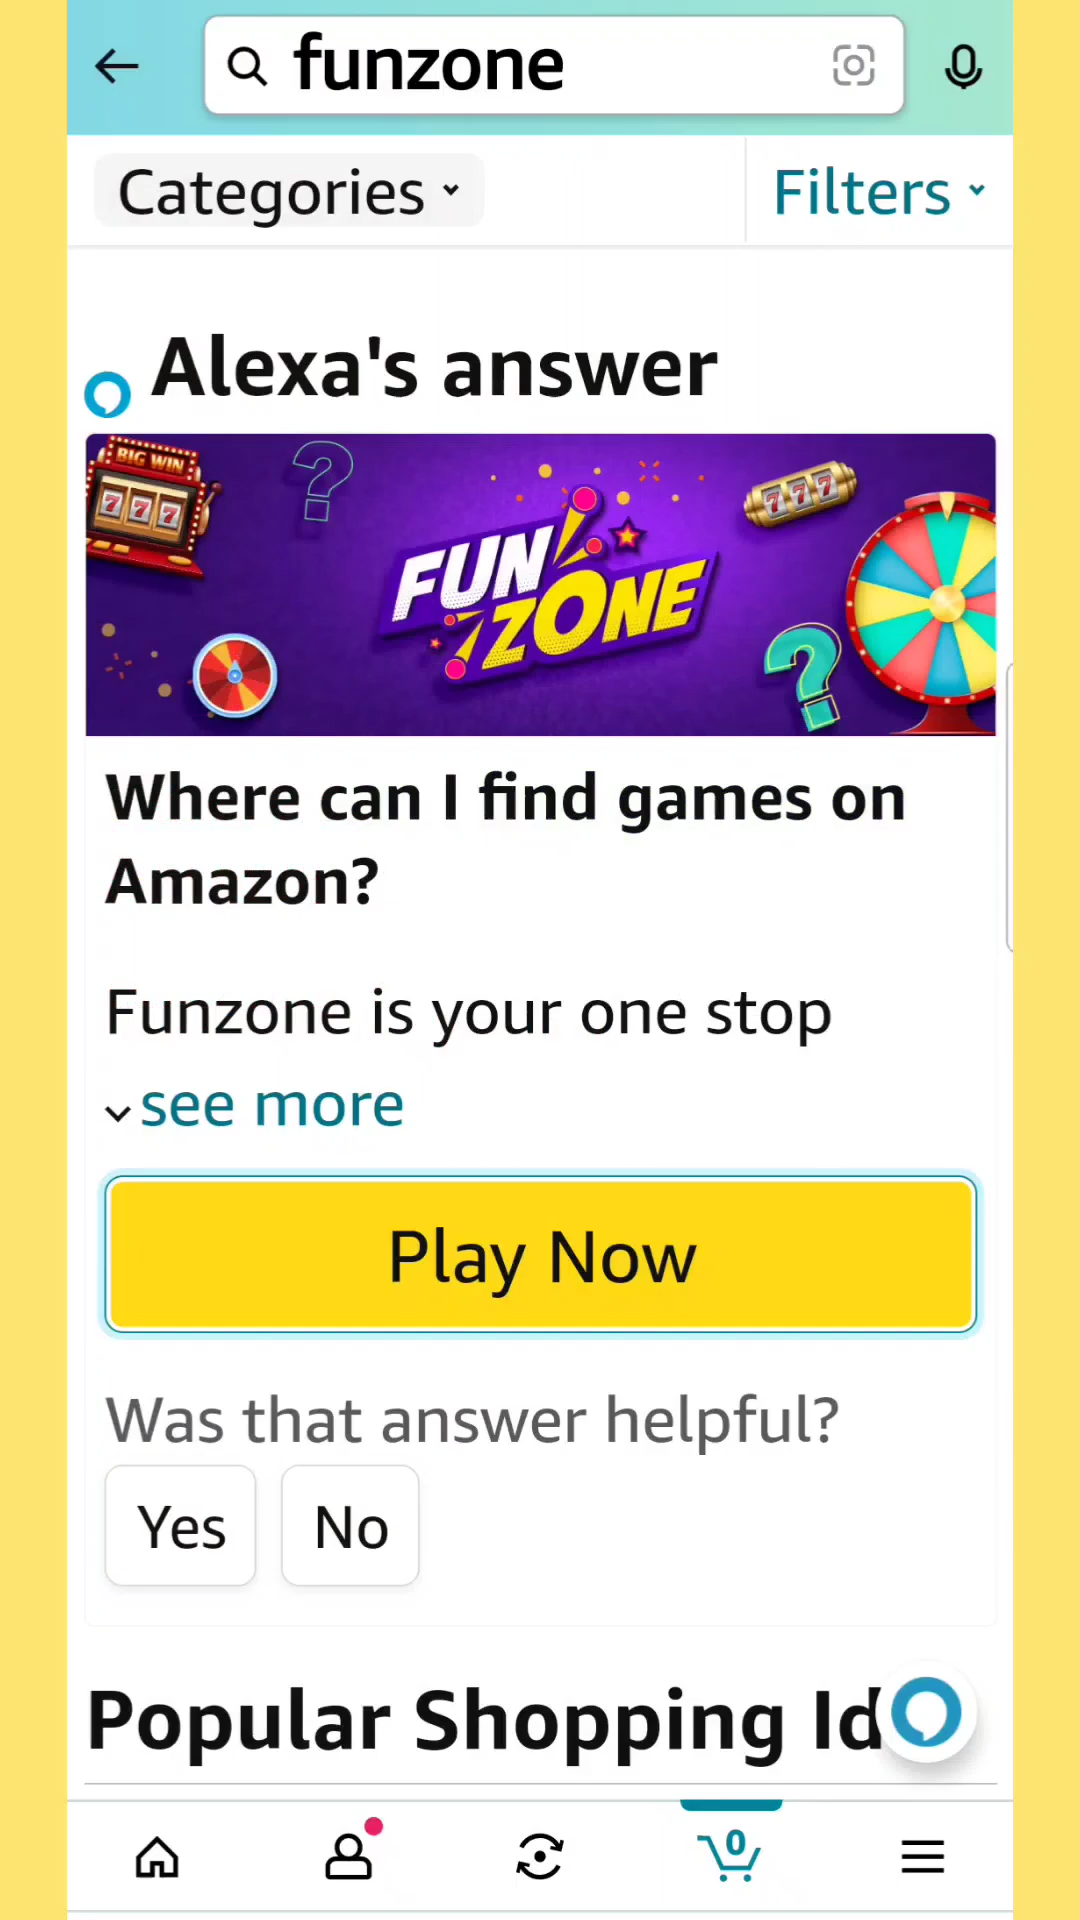 funzone
Categories
Filters
Alexa's answer
BIG WIN
777
777
FUN
ZONE
Where can I find games on
Amazon?
Funzone is your one stop
see more
Play Now
Was that answer helpful?
Yes No
Popular Shopping Id
0